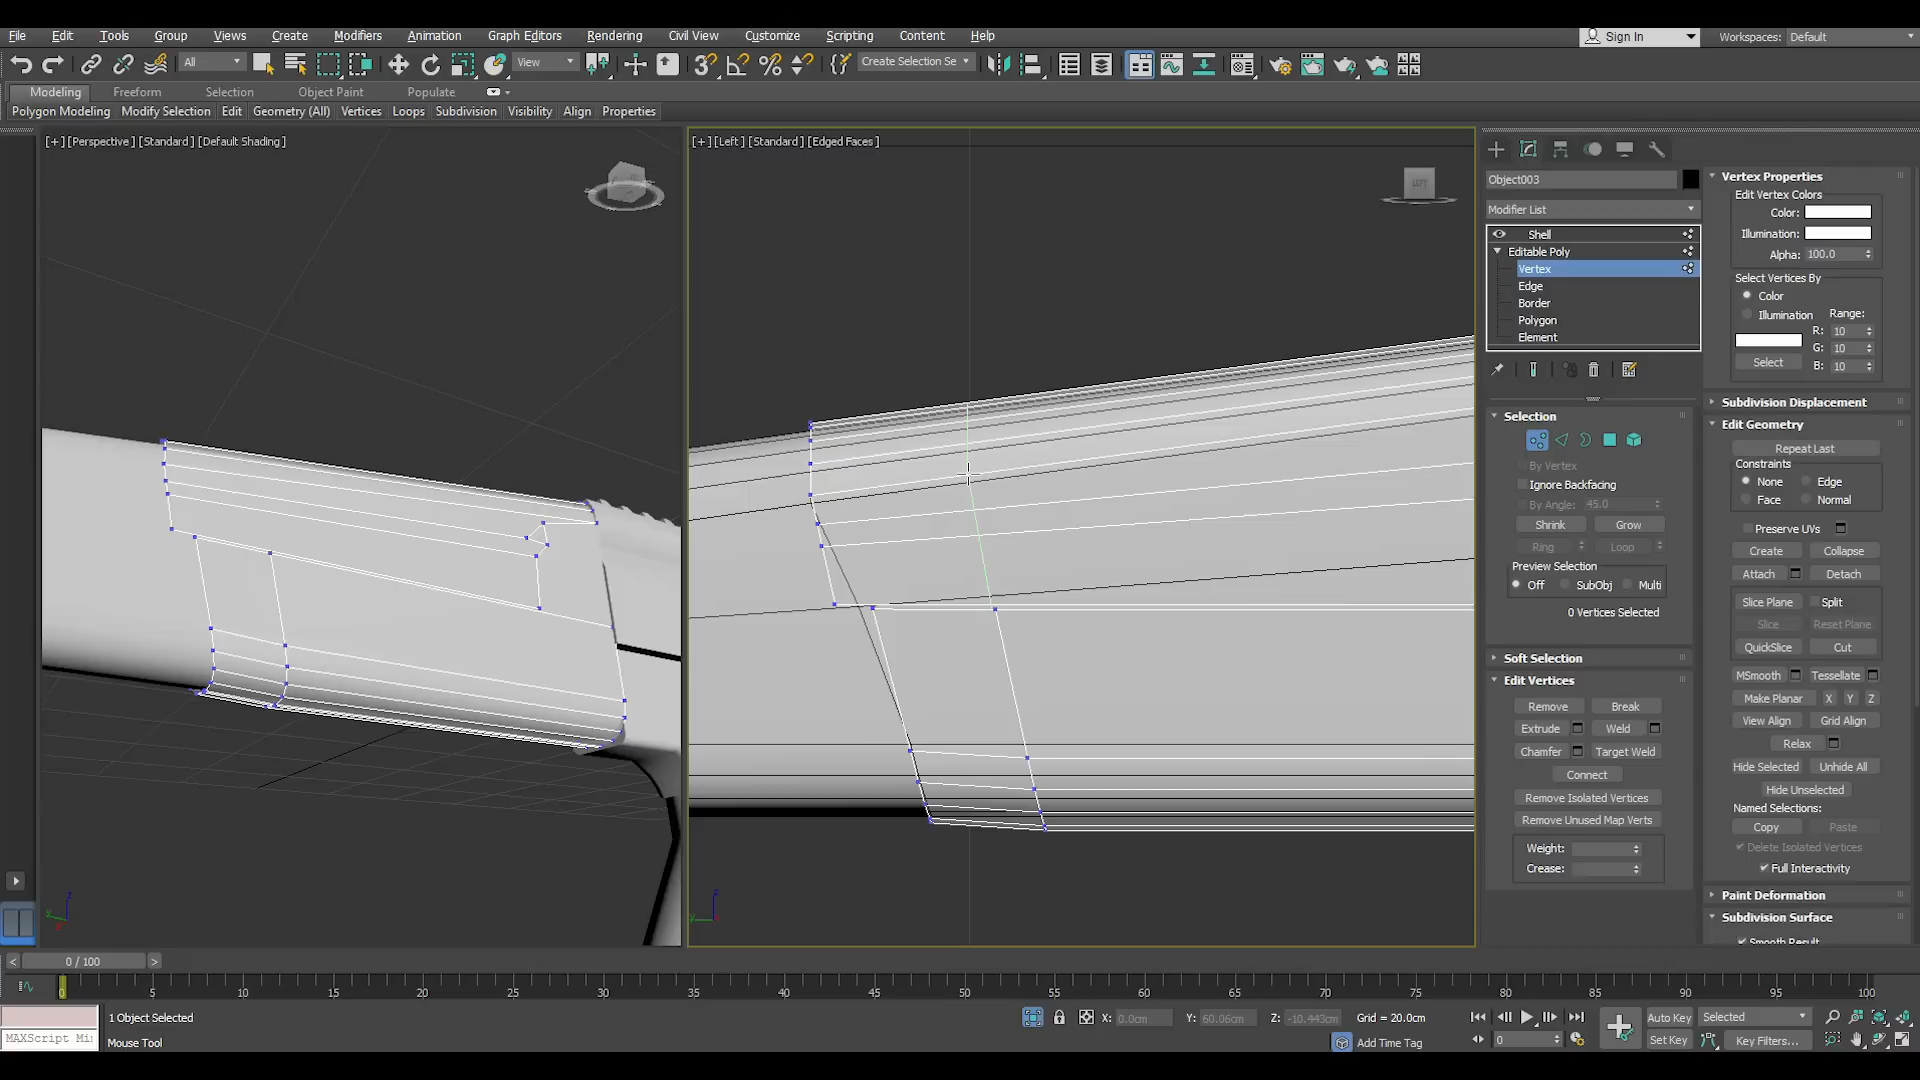 File Edit Tools Group Views Create Modifiers Animation Graph Editors Rendering Civil View Customize Scripting Content Help Sign In Workspaces: Default
All View Create Selection Se
Modeling Freeform Selection Object Paint Populate
Polygon Modeling Modify Selection Edit Geometry (All) Vertices Loops Subdivision Visibility Align Properties
[+] [Perspective] [Standard] [Default Shading]
[+] [Left] [Standard] [Edged Faces]
LEFT
Object003
Modifier List
Shell
Editable Poly
Vertex
Edge
Border
Polygon
Element
Selection
By Vertex
Ignore Backfacing
By Angle: 45.0
Shrink Grow
Ring Loop
Preview Selection
Off SubObj Multi
0 Vertices Selected
Soft Selection
Edit Vertices
Remove Break
Extrude Weld
Chamfer Target Weld
Connect
Remove Isolated Vertices
Remove Unused Map Verts
Weight:
Crease:
Vertex Properties
Edit Vertex Colors
Color:
Illumination:
Alpha: 100.0
Select Vertices By
Color
Illumination Range:
R: 10
G: 10
Select B: 10
Subdivision Displacement
Edit Geometry
Repeat Last
Constraints
None Edge
Face Normal
Preserve UVs
Create Collapse
Attach Detach
Slice Plane Split
Slice Reset Plane
QuickSlice Cut
MSmooth Tessellate
Make Planar X Y Z
View Align Grid Align
Relax
Hide Selected Unhide All
Hide Unselected
Named Selections:
Copy Paste
Delete Isolated Vertices
Full Interactivity
Paint Deformation
Subdivision Surface
Smooth Result
< 0 / 100 >
0 5 10 15 20 25 30 35 40 45 50 55 60 65 70 75 80 85 90 95 100
1 Object Selected X: 0.0cm Y: 60.06cm Z: -10.443cm Grid = 20.0cm Auto Key Selected
MAXScript Mi Mouse Tool Add Time Tag 0 Set Key Key Filters...